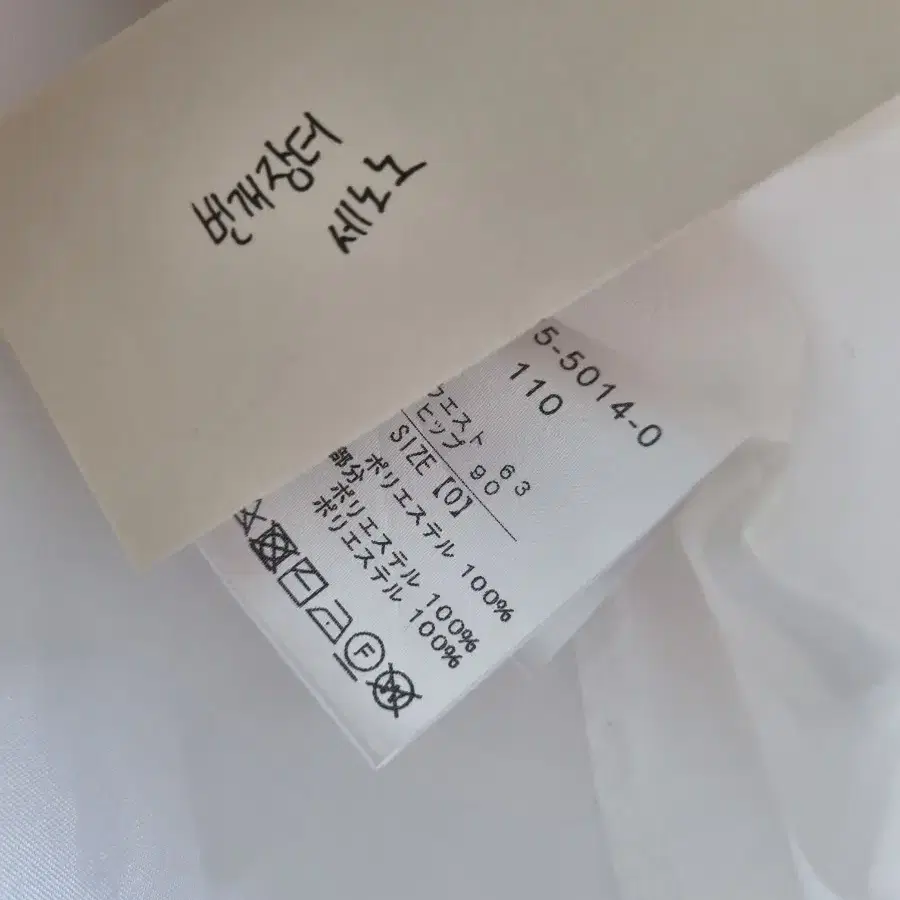 번개장터
세노노
5-5014-0
110
ウエスト 63
ヒップ 90
SIZE【0】
ポリエステル 100%
部分 ポリエステル 100%
ポリエステル 100%
F
W